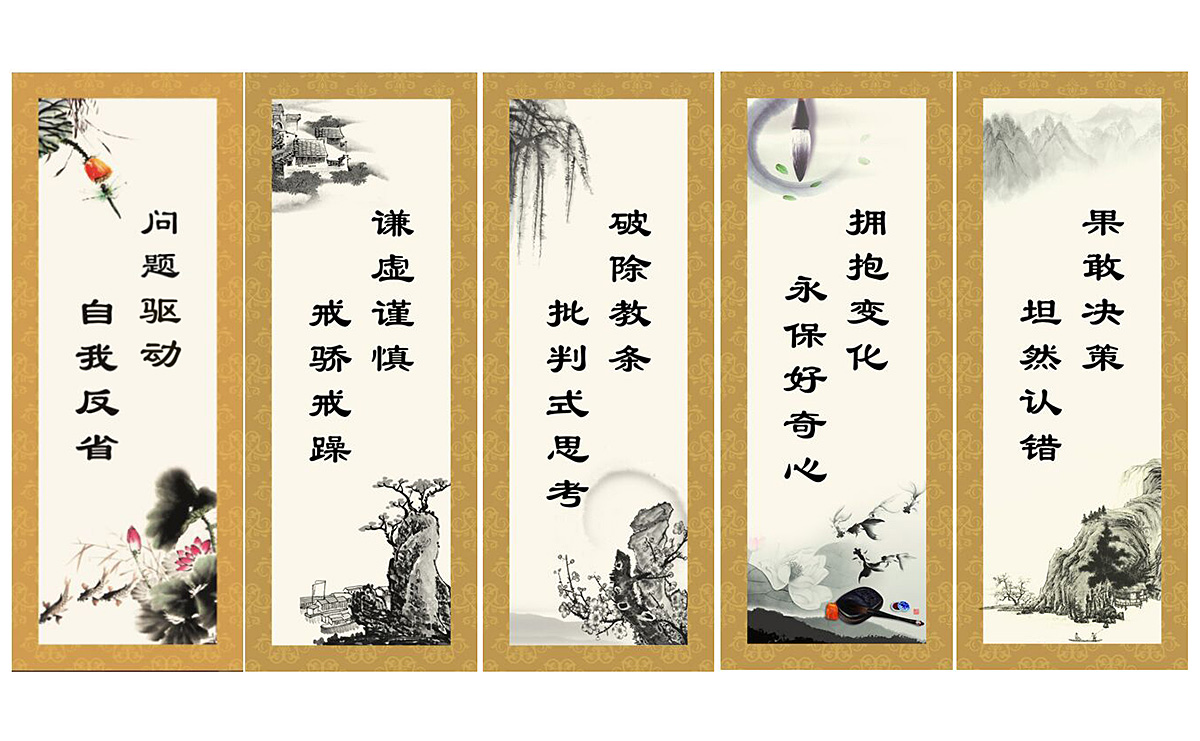 问题驱动
自我反省
谦虚谨慎
戒骄戒躁
破除教条
批判式思考
拥抱变化
永保好奇心
果敢决策
坦然认错